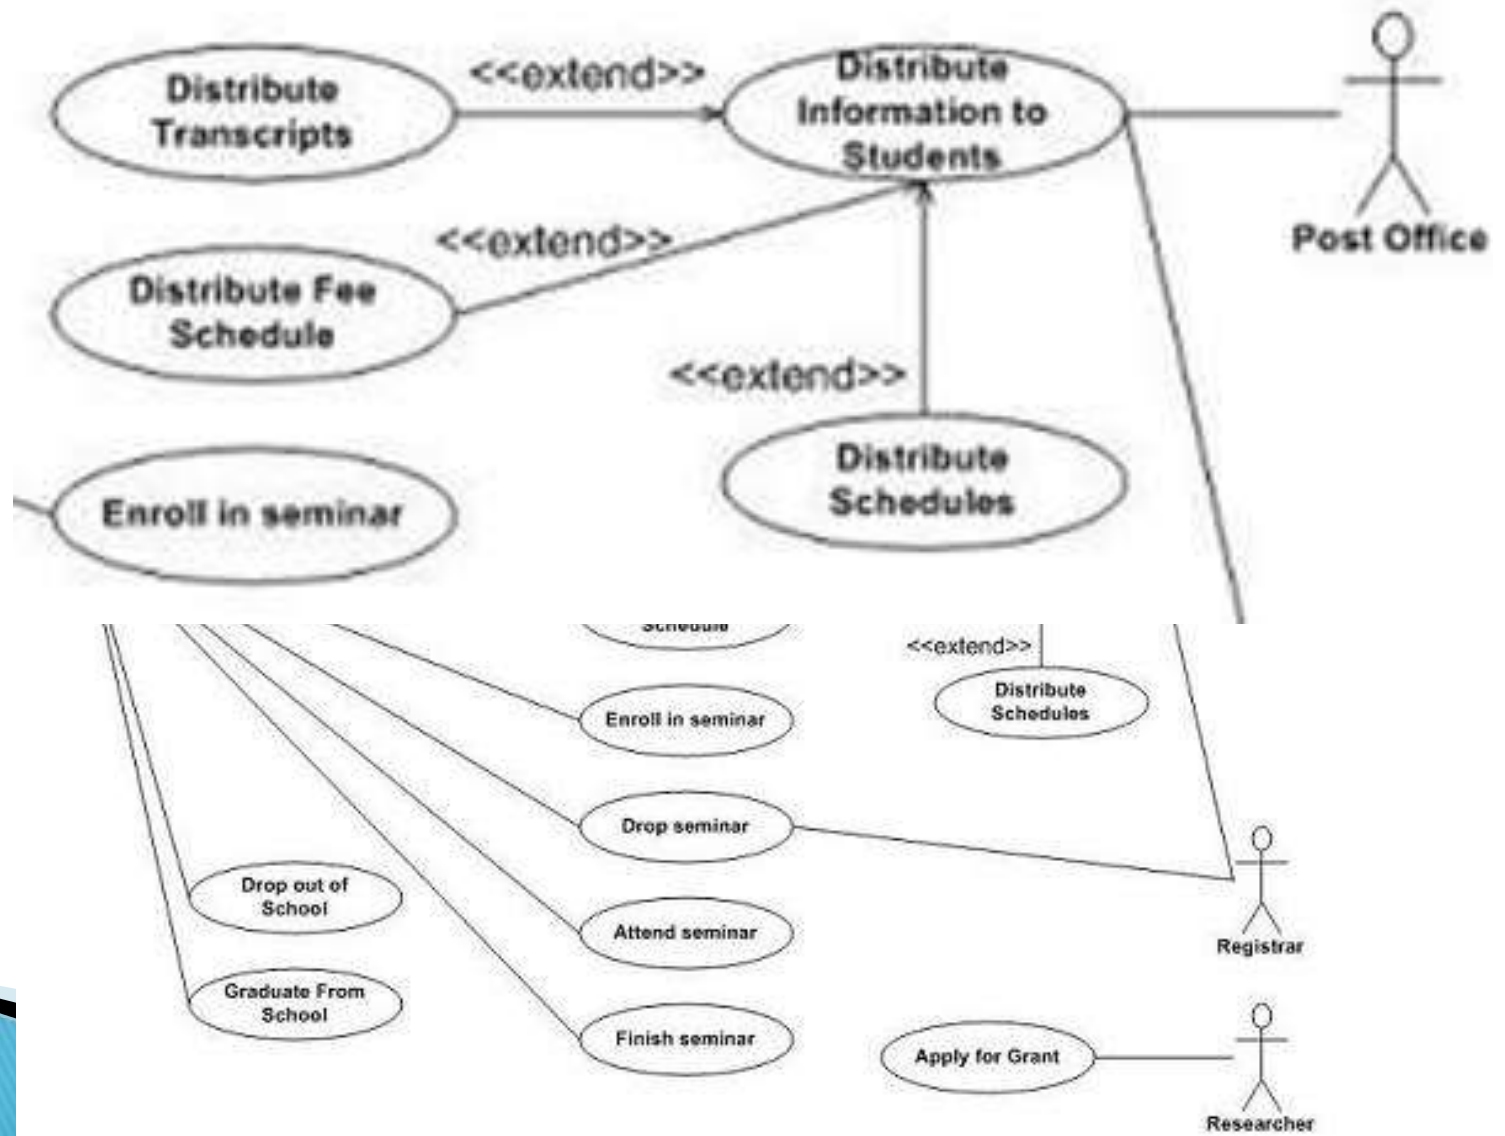 Distribute
Transcripts
<<extend>>
Distribute
Information to
Students
Post Office
<<extend>>
Distribute Fee
Schedule
<<extend>>
Distribute
Schedules
Enroll in seminar
Schedule
<<extend>>
Distribute
Schedules
Enroll in seminar
Drop seminar
Drop out of
School
Attend seminar
Registrar
Graduate From
School
Finish seminar
Apply for Grant
Researcher